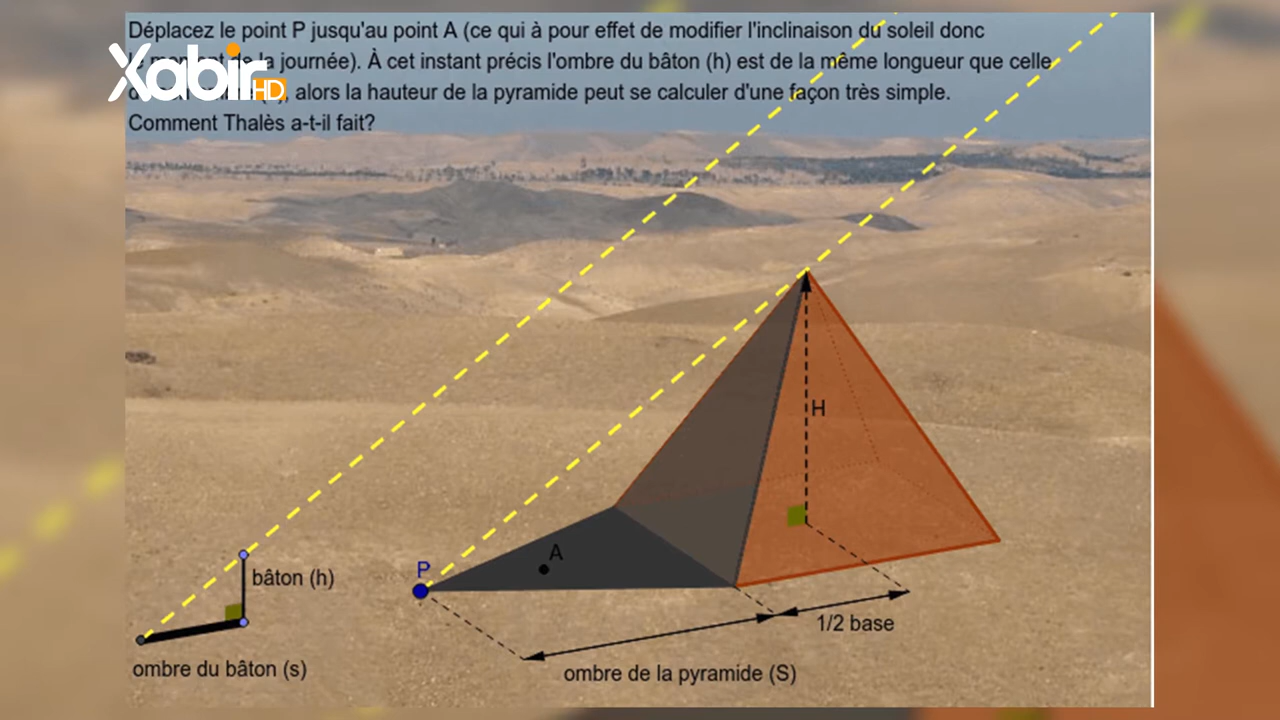 Déplacez le point P jusqu'au point A (ce qui à pour effet de modifier l'inclinaison du soleil donc
journée). À cet instant précis l'ombre du bâton (h) est de la même longueur que celle
alors la hauteur de la pyramide peut se calculer d'une façon très simple.
Comment Thalès a-t-il fait?
Xabir HD
H
A
P
bâton (h)
1/2 base
ombre du bâton (s)
ombre de la pyramide (S)